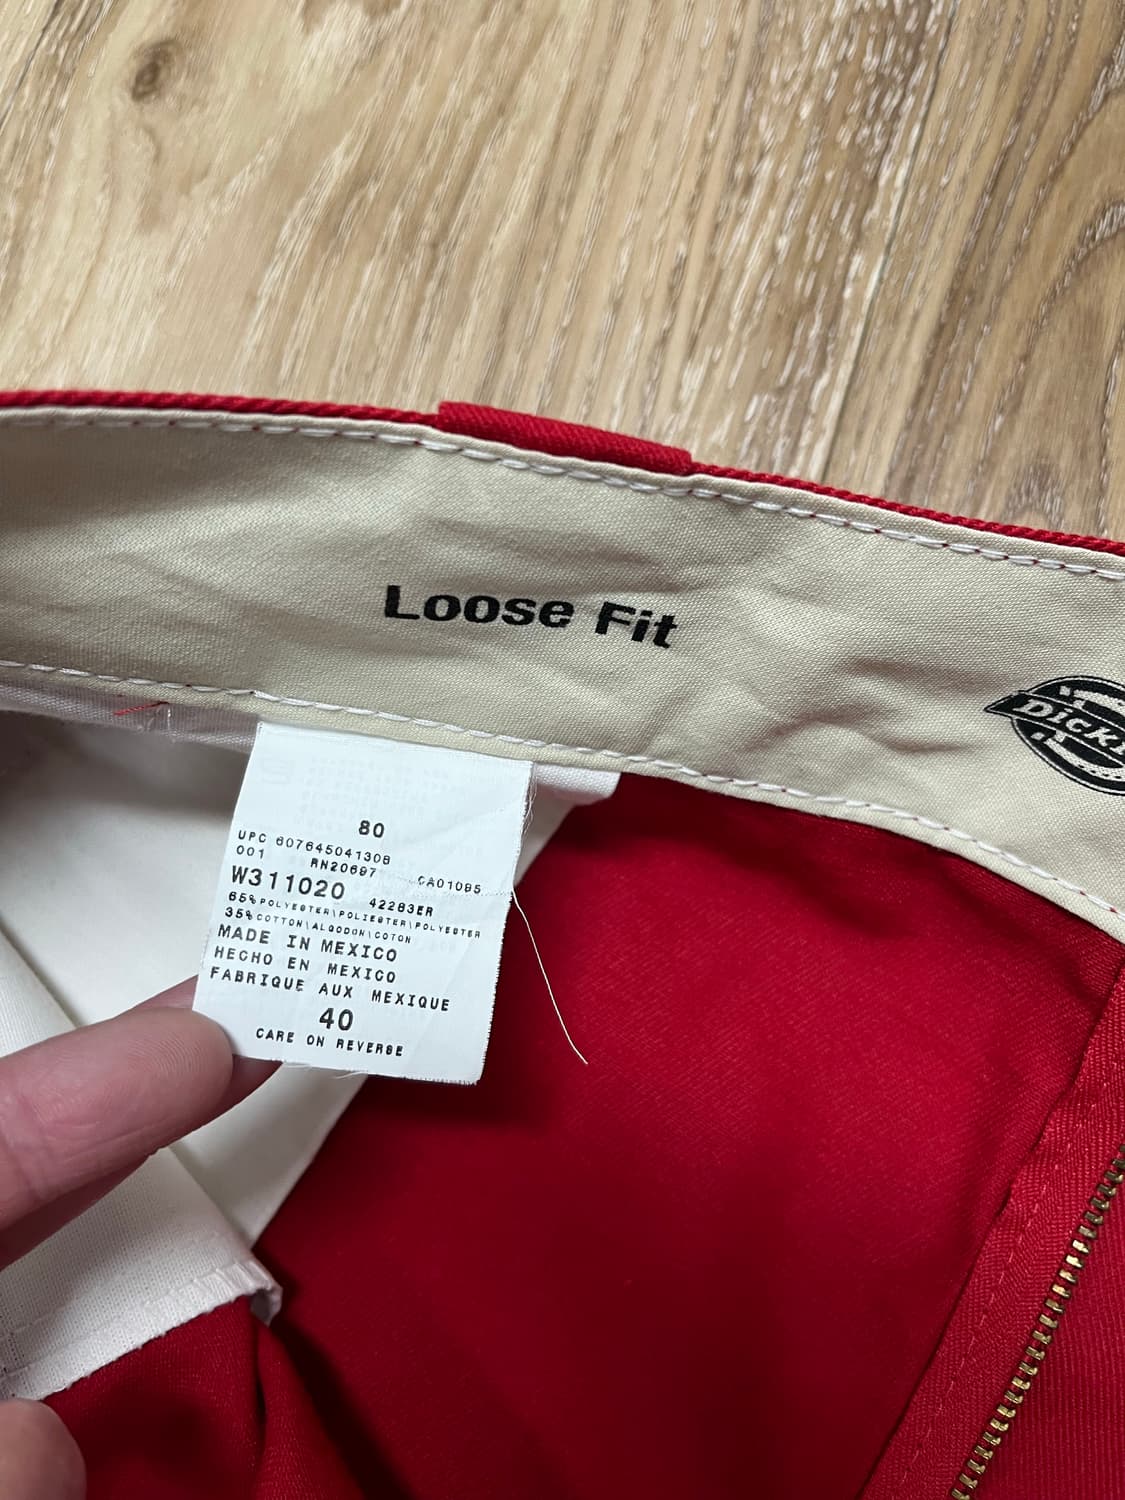 Loose Fit
80
UPC 607645041308
001 RN20697 CA01095
W311020 42283ER
65% POLYESTER\POLIESTER\POLYESTER
35% COTTON\ALGODON\COTON
MADE IN MEXICO
HECHO EN MEXICO
FABRIQUE AUX MEXIQUE
40
CARE ON REVERSE